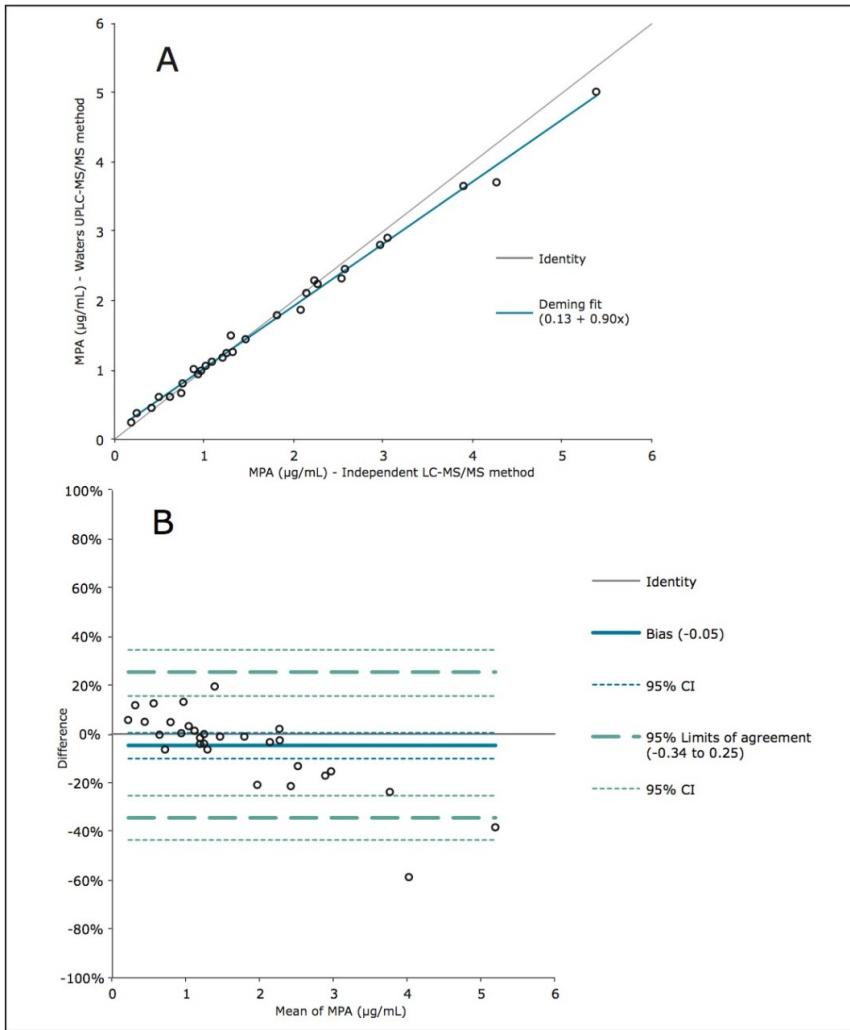 A
6
5
4
3
2
1
0
MPA (µg/mL) - Waters UPLC-MS/MS method
0 1 2 3 4 5 6
MPA (µg/mL) - Independent LC-MS/MS method
Identity
Deming fit
(0.13 + 0.90x)
B
100%
80%
60%
40%
20%
0%
-20%
-40%
-60%
-80%
-100%
Difference
0 1 2 3 4 5 6
Mean of MPA (µg/mL)
Identity
Bias (-0.05)
95% CI
95% Limits of agreement
(-0.34 to 0.25)
95% CI